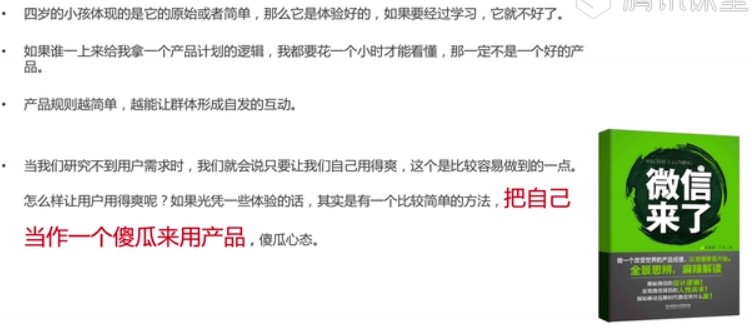 腾讯课堂
• 四岁的小孩体现的是它的原始或者简单，那么它是体验好的，如果要经过学习，它就不好了。
• 如果谁一上来给我拿一个产品计划的逻辑，我都要花一个小时才能看懂，那一定不是一个好的产
品。
• 产品规则越简单，越能让群体形成自发的互动。
• 当我们研究不到用户需求时，我们就会说只要让我们自己用得爽，这个是比较容易做到的一点。
怎么样让用户用得爽呢？如果光凭一些体验的话，其实是有一个比较简单的方法，把自己
当作一个傻瓜来用产品，傻瓜心态。
微信
来了
做一个改变世界的产品经理，
全景思辨，麻辣解读